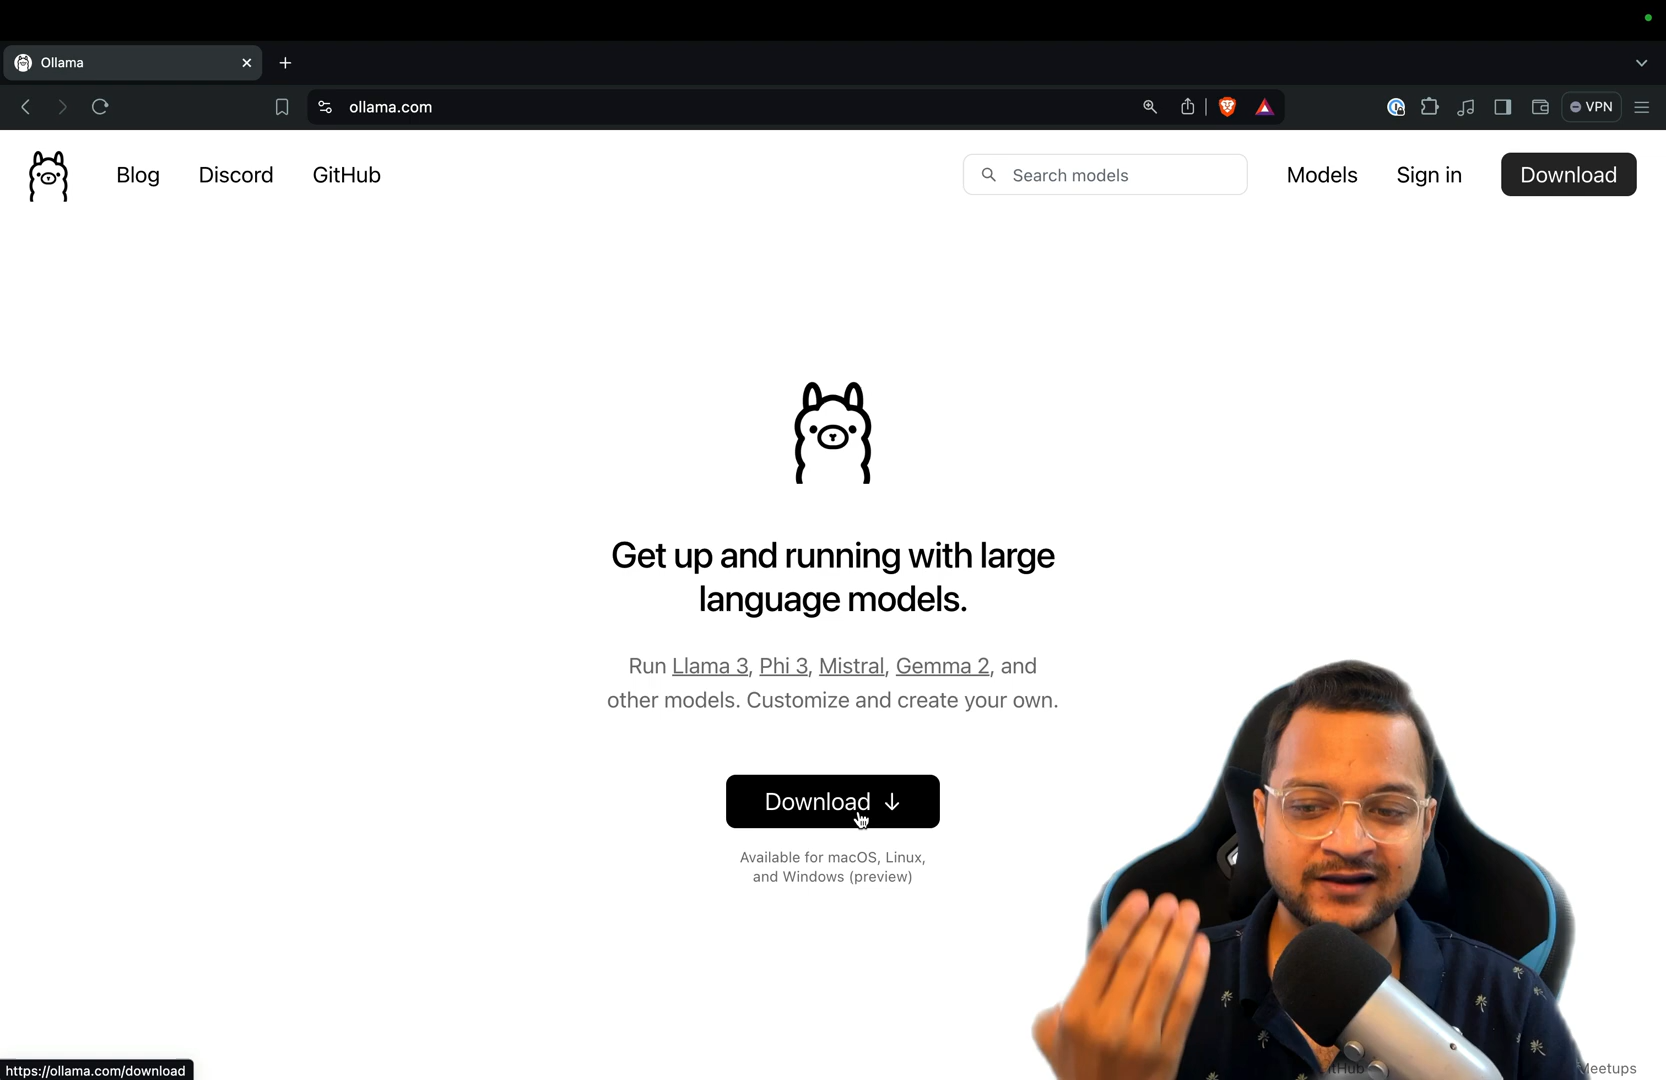 Ollama
ollama.com
VPN
Blog Discord GitHub
Search models
Models Sign in Download
Get up and running with large
language models.
Run Llama 3, Phi 3, Mistral, Gemma 2, and
other models. Customize and create your own.
Download ↓
Available for macOS, Linux,
and Windows (preview)
https://ollama.com/download